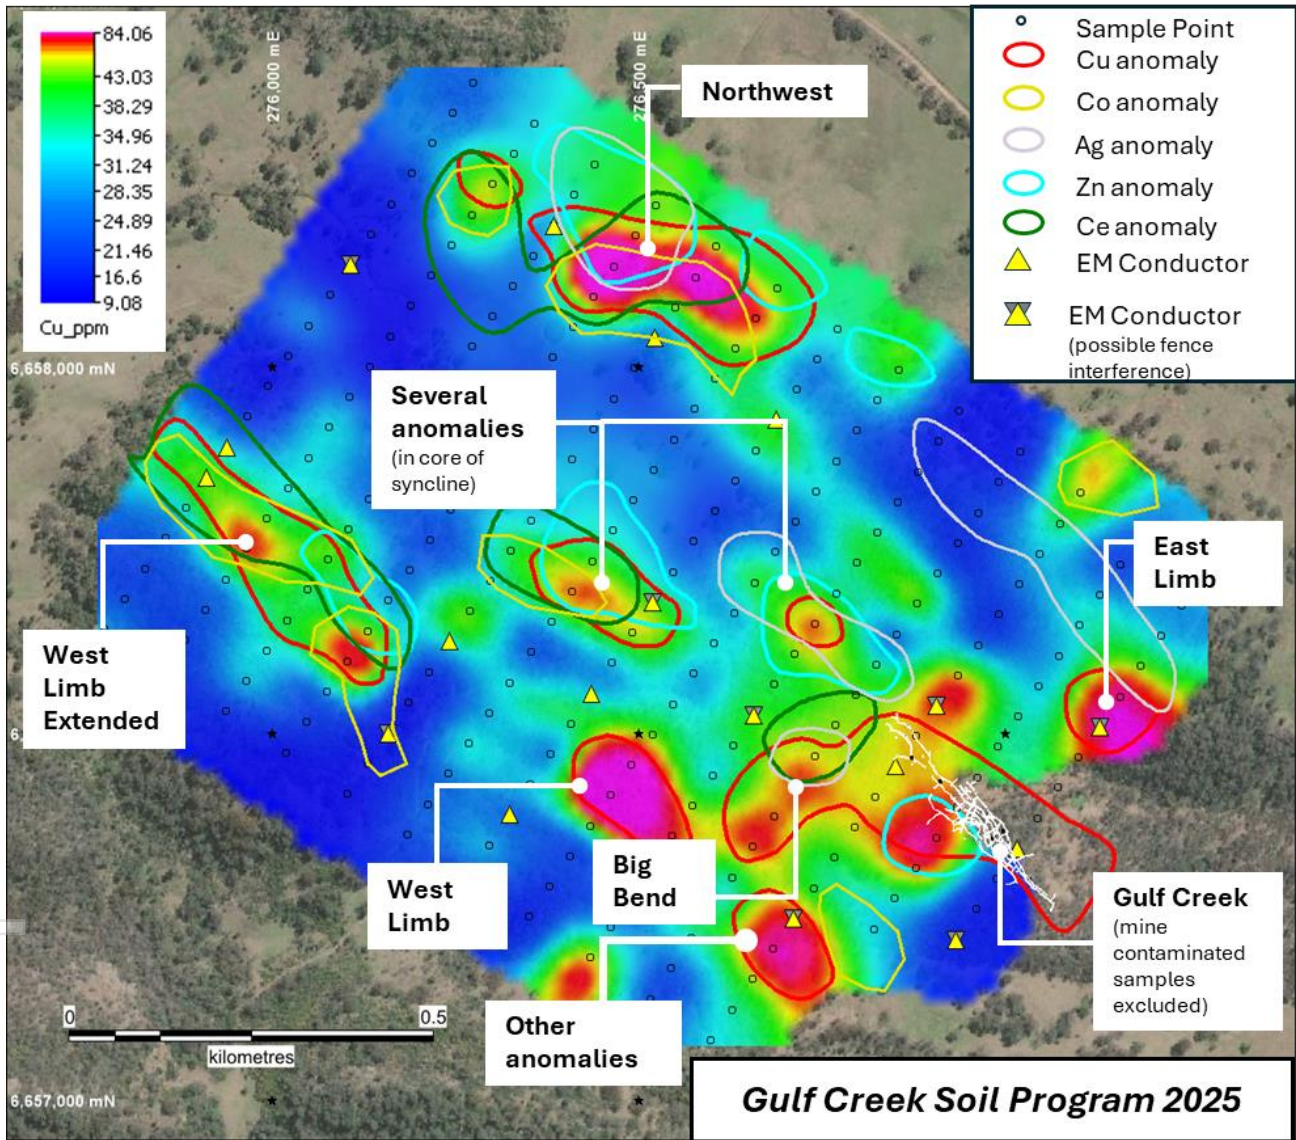 84.06
43.03
38.29
34.96
31.24
28.35
24.89
21.46
16.6
9.08
Cu_ppm
276,000 mE
276,500 mE
Northwest
Sample Point
Cu anomaly
Co anomaly
Ag anomaly
Zn anomaly
Ce anomaly
EM Conductor
EM Conductor
(possible fence
interference)
6,658,000 mN
Several
anomalies
(in core of
syncline)
East
Limb
West
Limb
Extended
6,
West
Limb
Big
Bend
Gulf Creek
(mine
contaminated
samples
excluded)
Other
anomalies
0
0.5
kilometres
6,657,000 mN
Gulf Creek Soil Program 2025